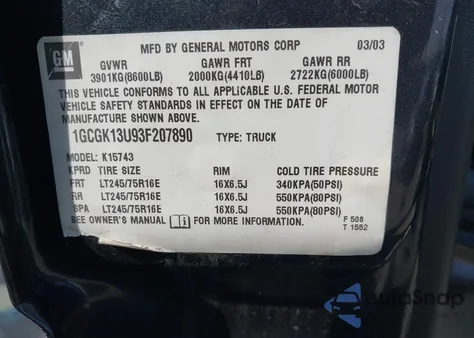 GM
MFD BY GENERAL MOTORS CORP 03/03
GVWR GAWR FRT GAWR RR
3901KG(8600LB) 2000KG(4410LB) 2722KG(6000LB)
THIS VEHICLE CONFORMS TO ALL APPLICABLE U.S. FEDERAL MOTOR
VEHICLE SAFETY STANDARDS IN EFFECT ON THE DATE OF
MANUFACTURE SHOWN ABOVE.
1GCGK13U93F207890 TYPE: TRUCK
MODEL: K15743
KPRD TIRE SIZE RIM COLD TIRE PRESSURE
FRT LT245/75R16E 16X6.5J 340KPA(50PSI)
RR LT245/75R16E 16X6.5J 550KPA(80PSI)
SPA LT245/75R16E 16X6.5J 550KPA(80PSI)
SEE OWNER'S MANUAL FOR MORE INFORMATION.
F 508
T 1552
AutoSnap